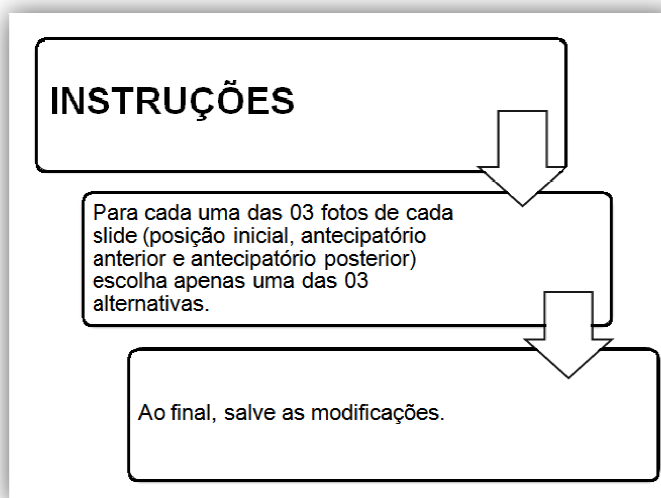 INSTRUÇÕES
Para cada uma das 03 fotos de cada
slide (posição inicial, antecipatório
anterior e antecipatório posterior)
escolha apenas uma das 03
alternativas.
Ao final, salve as modificações.